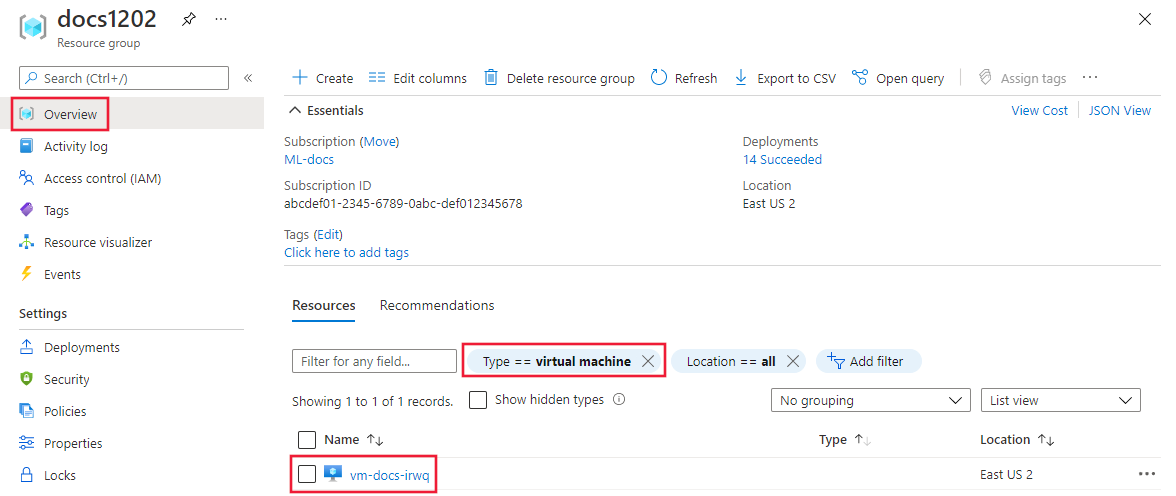 docs1202
Resource group
Search (Ctrl+/)
«
Create
Edit columns
Delete resource group
Refresh
Export to CSV
Open query
Assign tags
Overview
Activity log
Access control (IAM)
Tags
Resource visualizer
Events
Settings
Deployments
Security
Policies
Properties
Locks
Essentials
View Cost
JSON View
Subscription (Move)
ML-docs
Deployments
14 Succeeded
Subscription ID
abcdef01-2345-6789-0abc-def012345678
Location
East US 2
Tags (Edit)
Click here to add tags
Resources
Recommendations
Filter for any field...
Type == virtual machine
Location == all
Add filter
Showing 1 to 1 of 1 records.
Show hidden types
No grouping
List view
Name
Type
Location
vm-docs-irwq
East US 2